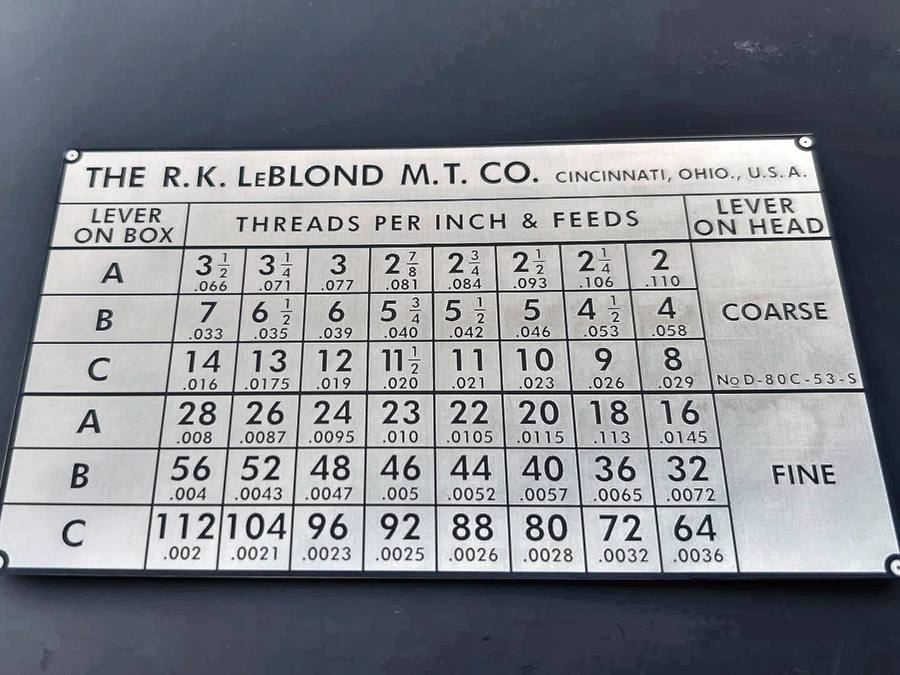 THE R.K. LEBLOND M.T. CO. CINCINNATI, OHIO., U.S.A.
LEVER ON BOX THREADS PER INCH & FEEDS LEVER ON HEAD
A 3 1/2 3 1/4 3 2 7/8 2 3/4 2 1/2 2 1/4 2
.066 .071 .077 .081 .084 .093 .106 .110
B 7 6 1/2 6 5 3/4 5 1/2 5 4 1/2 4 COARSE
.033 .035 .039 .040 .042 .046 .053 .058
C 14 13 12 11 1/2 11 10 9 8
.016 .0175 .019 .020 .021 .023 .026 .029 No D-80C-53-S
A 28 26 24 23 22 20 18 16
.008 .0087 .0095 .010 .0105 .0115 .113 .0145
B 56 52 48 46 44 40 36 32 FINE
.004 .0043 .0047 .005 .0052 .0057 .0065 .0072
C 112 104 96 92 88 80 72 64
.002 .0021 .0023 .0025 .0026 .0028 .0032 .0036